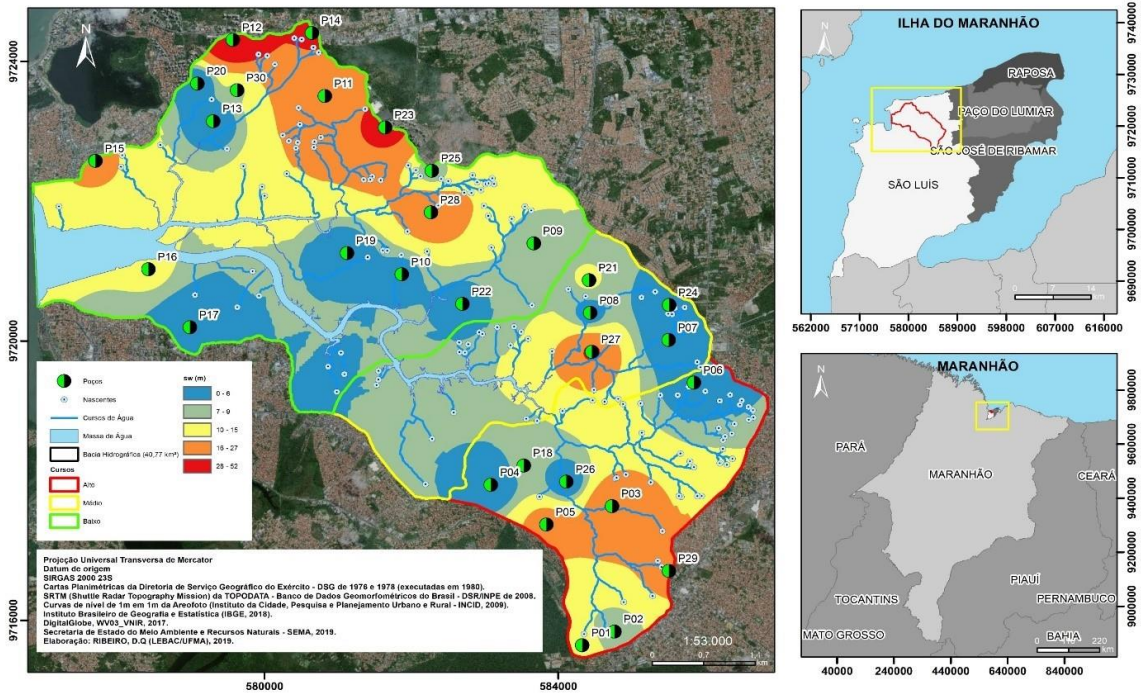 P12
P14
9724000
P20
P30
P11
P13
P23
P15
P25
P28
P09
P19
P16
P10
P21
P24
P22
P08
P17
P07
9720000
P27
P06
P18
P26
P04
P03
P05
P29
P01
P02
9716000
580000
584000
Poços
Nascentes
Cursos de Água
Massa de Água
Bacia Hidrográfica (40,77 km²)
Cursos
Alto
Médio
Baixo
sw (m)
0 - 6
7 - 9
10 - 15
16 - 27
28 - 52
Projeção Universal Transversa de Mercator
Datum de origem
SIRGAS 2000 23S
Cartas Planimétricas da Diretoria de Serviço Geográfico do Exército - DSG de 1976 e 1978 (executadas em 1980).
SRTM (Shuttle Radar Topography Mission) da TOPODATA - Banco de Dados Geomorfométricos do Brasil - DSR/INPE de 2008.
Curvas de nível de 1m em 1m da Areofoto (Instituto da Cidade, Pesquisa e Planejamento Urbano e Rural - INCID, 2009).
Instituto Brasileiro de Geografia e Estatística (IBGE, 2018).
DigitalGlobe, WV03_VNIR, 2017.
Secretaria de Estado do Meio Ambiente e Recursos Naturais - SEMA, 2019.
Elaboração: RIBEIRO, D.Q (LEBAC/UFMA), 2019.
1:53.000
0 0,7 1,4
km
ILHA DO MARANHÃO
N
RAPOSA
PAÇO DO LUMIAR
SÃO JOSÉ DE RIBAMAR
SÃO LUÍS
0 7 14
km
9740000
9730000
9720000
9710000
9700000
9690000
562000 571000 580000 589000 598000 607000 616000
MARANHÃO
N
PARÁ
MARANHÃO
CEARÁ
PIAUÍ
TOCANTINS
PERNAMBUCO
MATO GROSSO
BAHIA
0 110 220
km
9800000
9600000
9400000
9200000
9000000
40000 240000 440000 640000 840000